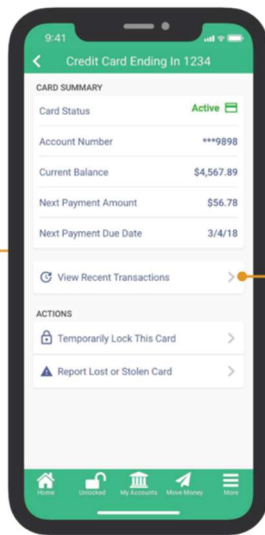 9:41
Credit Card Ending In 1234
CARD SUMMARY
Card Status Active
Account Number ***9898
Current Balance $4,567.89
Next Payment Amount $56.78
Next Payment Due Date 3/4/18
View Recent Transactions
ACTIONS
Temporarily Lock This Card
Report Lost or Stolen Card
Home Unlocked My Accounts Move Money More